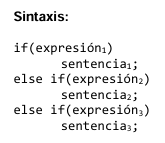 Sintaxis:
if(expresión₁)
sentencia₁;
else if(expresión₂)
sentencia₂;
else if(expresión₃)
sentencia₃;